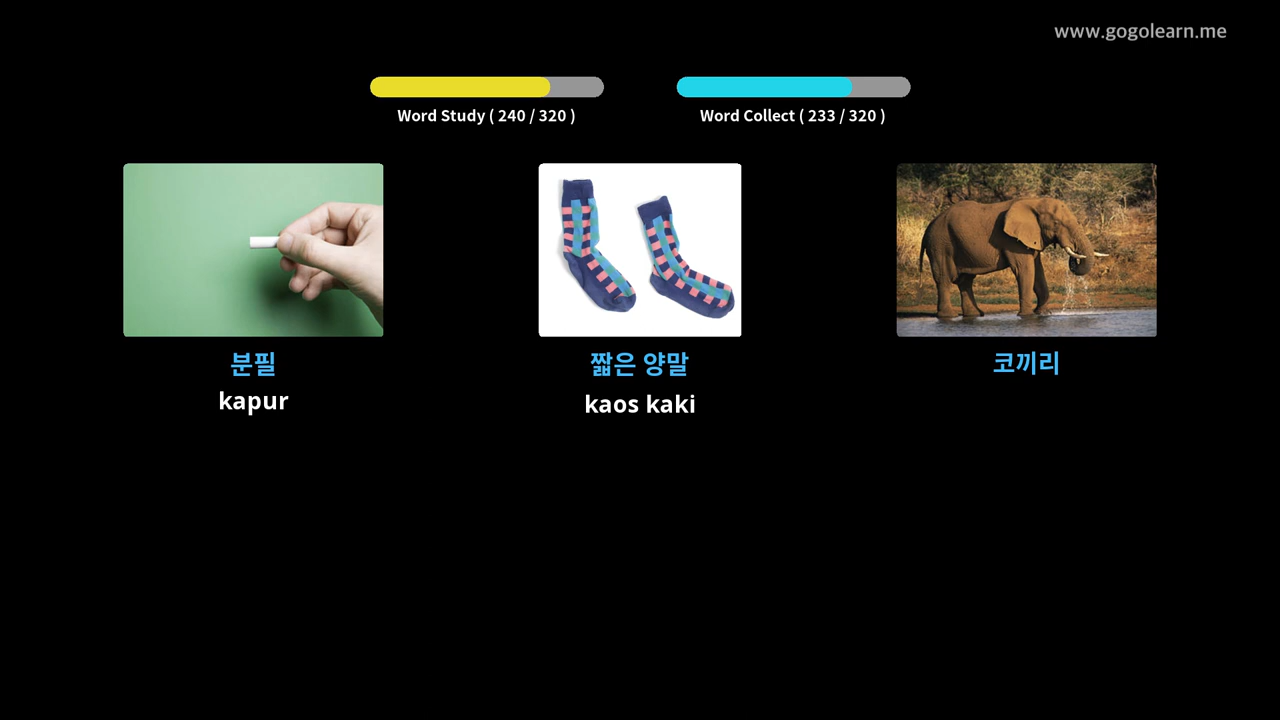 www.gogolearn.me
Word Study ( 240 / 320 )
Word Collect ( 233 / 320 )
분필
kapur
짧은 양말
kaos kaki
코끼리